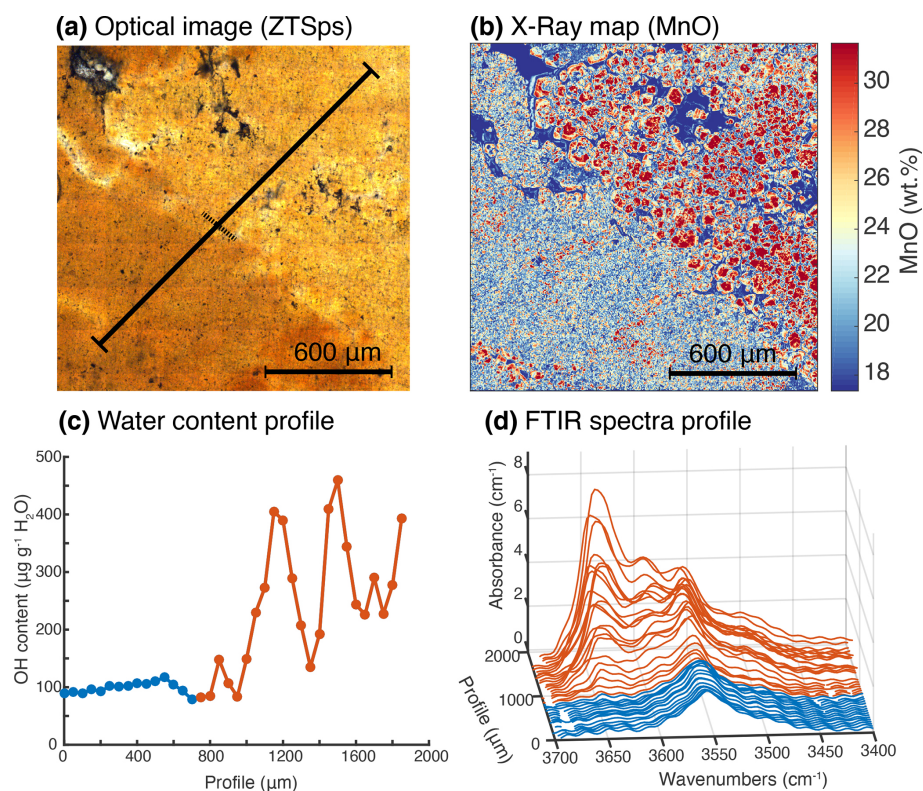 (a) Optical image (ZTSps)
(b) X-Ray map (MnO)
600 µm
600 µm
30
28
26
24
22
20
18
MnO (wt.%)
(c) Water content profile
(d) FTIR spectra profile
500
400
300
200
100
0
OH content (µg g⁻¹ H₂O)
0
400
800
1200
1600
2000
Profile (µm)
8
6
4
2
0
Absorbance (cm⁻¹)
2000
1000
0
Profile (µm)
3700
3650
3600
3550
3500
3450
3400
Wavenumbers (cm⁻¹)